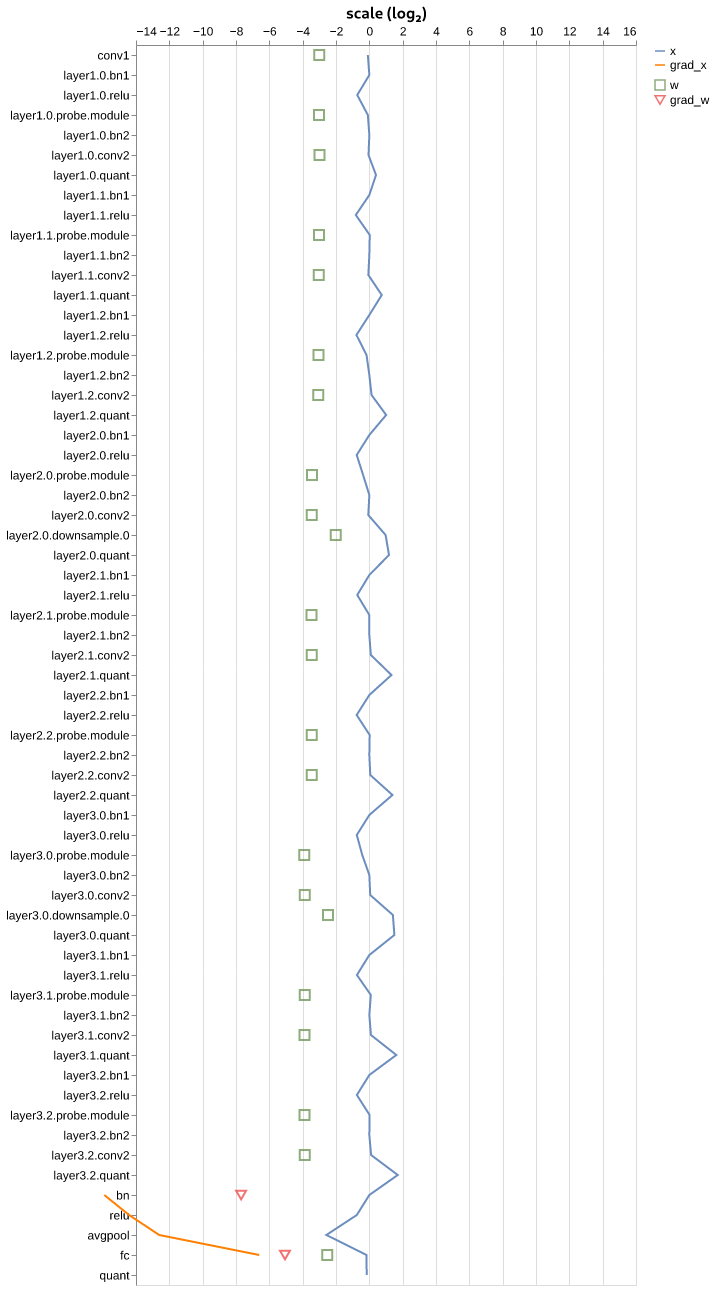 scale (log₂)
−14 −12 −10 −8 −6 −4 −2 0 2 4 6 8 10 12 14 16
x
grad_x
w
grad_w
conv1
layer1.0.bn1
layer1.0.relu
layer1.0.probe.module
layer1.0.bn2
layer1.0.conv2
layer1.0.quant
layer1.1.bn1
layer1.1.relu
layer1.1.probe.module
layer1.1.bn2
layer1.1.conv2
layer1.1.quant
layer1.2.bn1
layer1.2.relu
layer1.2.probe.module
layer1.2.bn2
layer1.2.conv2
layer1.2.quant
layer2.0.bn1
layer2.0.relu
layer2.0.probe.module
layer2.0.bn2
layer2.0.conv2
layer2.0.downsample.0
layer2.0.quant
layer2.1.bn1
layer2.1.relu
layer2.1.probe.module
layer2.1.bn2
layer2.1.conv2
layer2.1.quant
layer2.2.bn1
layer2.2.relu
layer2.2.probe.module
layer2.2.bn2
layer2.2.conv2
layer2.2.quant
layer3.0.bn1
layer3.0.relu
layer3.0.probe.module
layer3.0.bn2
layer3.0.conv2
layer3.0.downsample.0
layer3.0.quant
layer3.1.bn1
layer3.1.relu
layer3.1.probe.module
layer3.1.bn2
layer3.1.conv2
layer3.1.quant
layer3.2.bn1
layer3.2.relu
layer3.2.probe.module
layer3.2.bn2
layer3.2.conv2
layer3.2.quant
bn
relu
avgpool
fc
quant